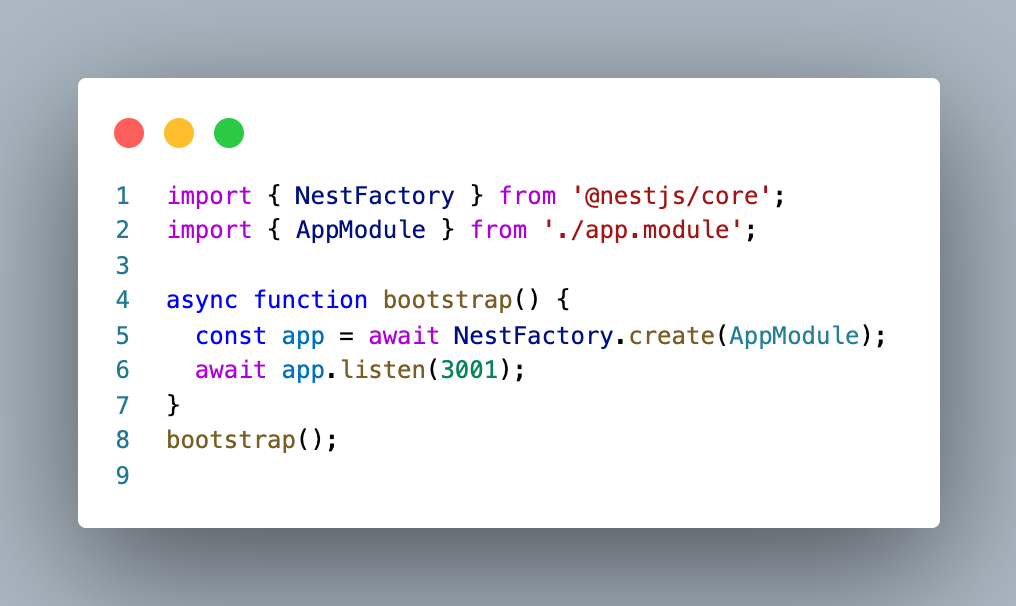 1 import { NestFactory } from '@nestjs/core';
2 import { AppModule } from './app.module';
3
4 async function bootstrap() {
5   const app = await NestFactory.create(AppModule);
6   await app.listen(3001);
7 }
8 bootstrap();
9